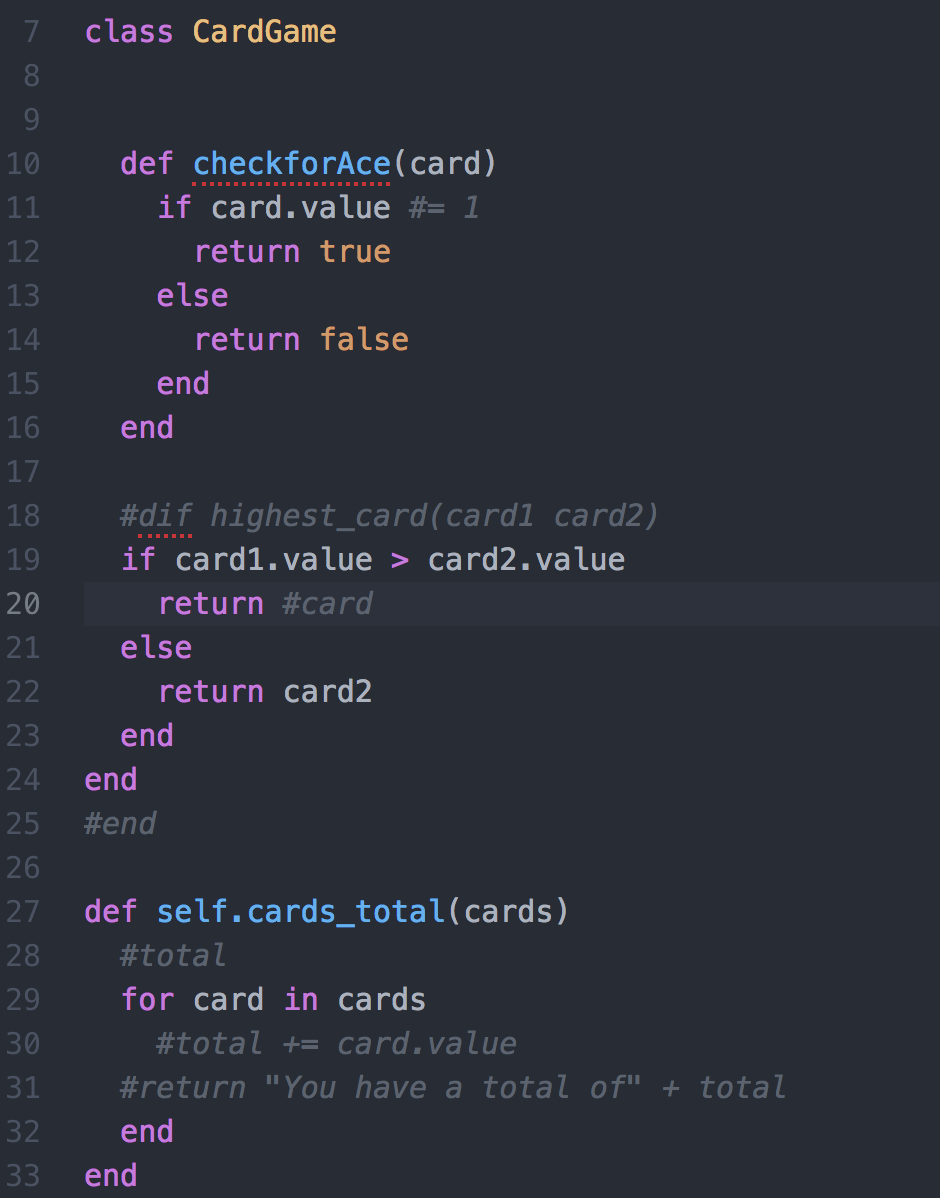 7 class CardGame
8
9
10 def checkforAce(card)
11 if card.value #= 1
12 return true
13 else
14 return false
15 end
16 end
17
18 #dif highest_card(card1 card2)
19 if card1.value > card2.value
20 return #card
21 else
22 return card2
23 end
24 end
25 #end
26
27 def self.cards_total(cards)
28 #total
29 for card in cards
30 #total += card.value
31 #return "You have a total of" + total
32 end
33 end